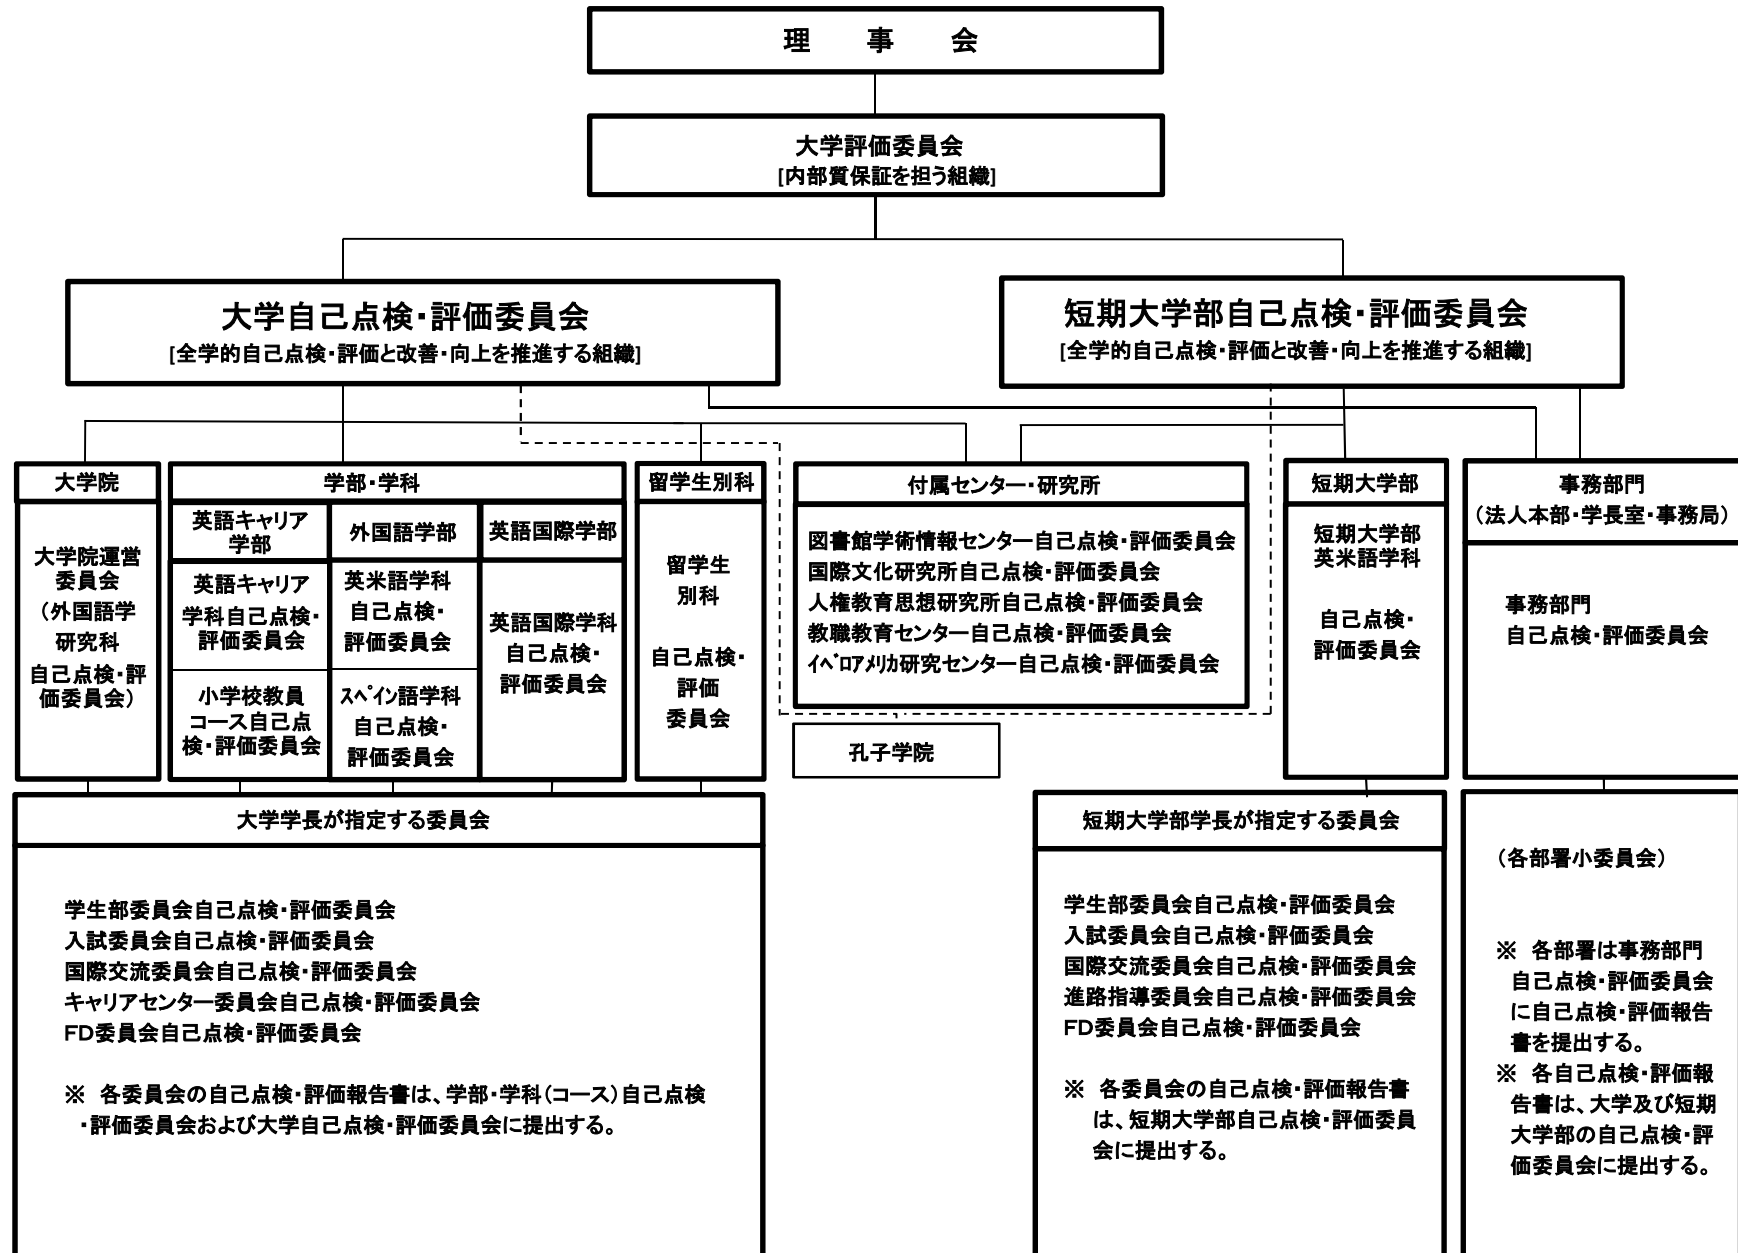 理 事 会
大学評価委員会
[内部質保証を担う組織]
大学自己点検・評価委員会
[全学的自己点検・評価と改善・向上を推進する組織]
短期大学部自己点検・評価委員会
[全学的自己点検・評価と改善・向上を推進する組織]
大学院
大学院運営
委員会
（外国語学
研究科
自己点検・評
価委員会）
学部・学科
英語キャリア
学部
英語キャリア
学科自己点検・
評価委員会
小学校教員
コース自己点
検・評価委員会
外国語学部
英米語学科
自己点検・
評価委員会
ｽﾍﾟｲﾝ語学科
自己点検・
評価委員会
英語国際学部
英語国際学科
自己点検・
評価委員会
留学生別科
留学生
別科
自己点検・
評価
委員会
付属センター・研究所
図書館学術情報センター自己点検・評価委員会
国際文化研究所自己点検・評価委員会
人権教育思想研究所自己点検・評価委員会
教職教育センター自己点検・評価委員会
ｲﾍﾞﾛｱﾒﾘｶ研究センター自己点検・評価委員会
孔子学院
短期大学部
短期大学部
英米語学科
自己点検・
評価委員会
事務部門
（法人本部・学長室・事務局）
事務部門
自己点検・評価委員会
大学学長が指定する委員会
学生部委員会自己点検・評価委員会
入試委員会自己点検・評価委員会
国際交流委員会自己点検・評価委員会
キャリアセンター委員会自己点検・評価委員会
FD委員会自己点検・評価委員会
※ 各委員会の自己点検・評価報告書は、学部・学科（コース）自己点検
・評価委員会および大学自己点検・評価委員会に提出する。
短期大学部学長が指定する委員会
学生部委員会自己点検・評価委員会
入試委員会自己点検・評価委員会
国際交流委員会自己点検・評価委員会
進路指導委員会自己点検・評価委員会
FD委員会自己点検・評価委員会
※ 各委員会の自己点検・評価報告書
は、短期大学部自己点検・評価委員
会に提出する。
（各部署小委員会）
※ 各部署は事務部門
自己点検・評価委員会
に自己点検・評価報告
書を提出する。
※ 各自己点検・評価報
告書は、大学及び短期
大学部の自己点検・評
価委員会に提出する。